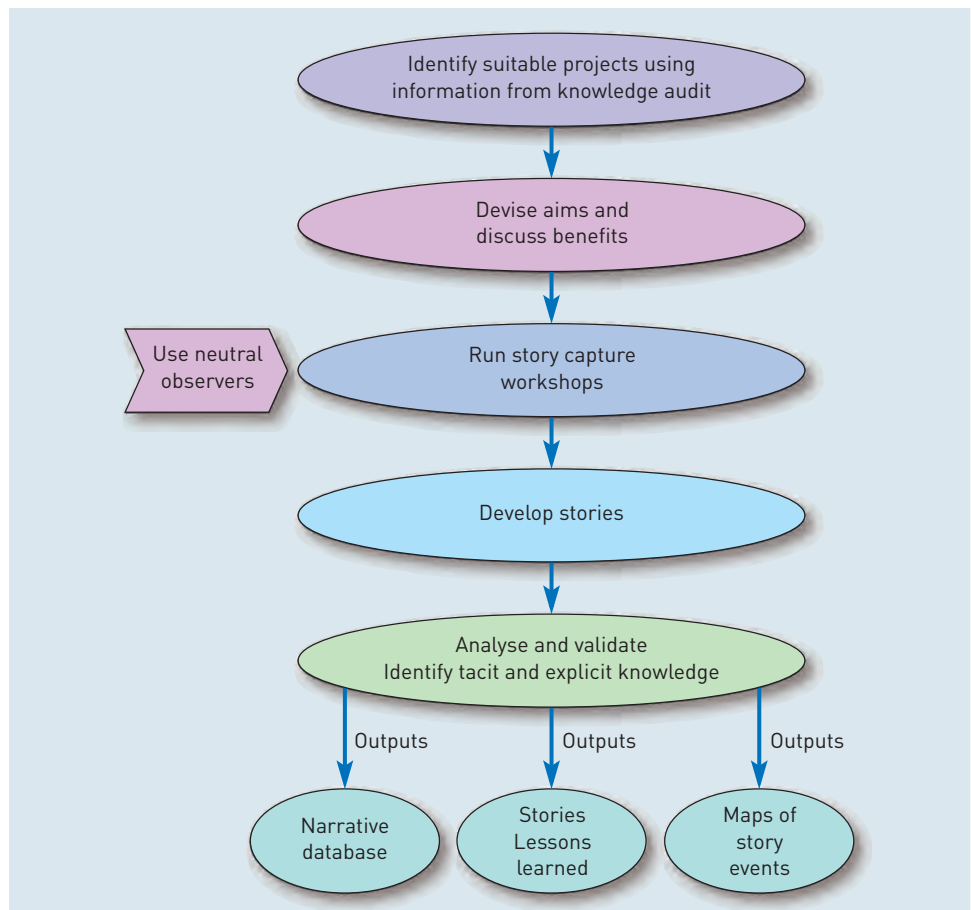 Identify suitable projects using
information from knowledge audit
Devise aims and
discuss benefits
Use neutral
observers
Run story capture
workshops
Develop stories
Analyse and validate
Identify tacit and explicit knowledge
Outputs
Outputs
Outputs
Narrative
database
Stories
Lessons
learned
Maps of
story
events